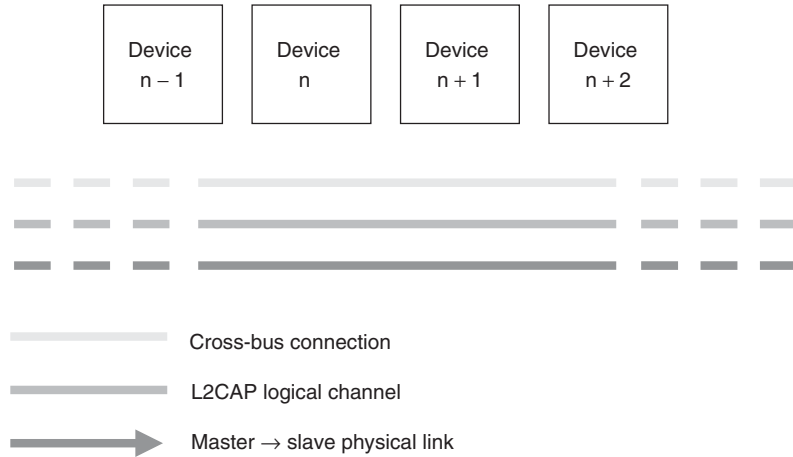 Device
n − 1
Device
n
Device
n + 1
Device
n + 2
Cross-bus connection
L2CAP logical channel
Master → slave physical link